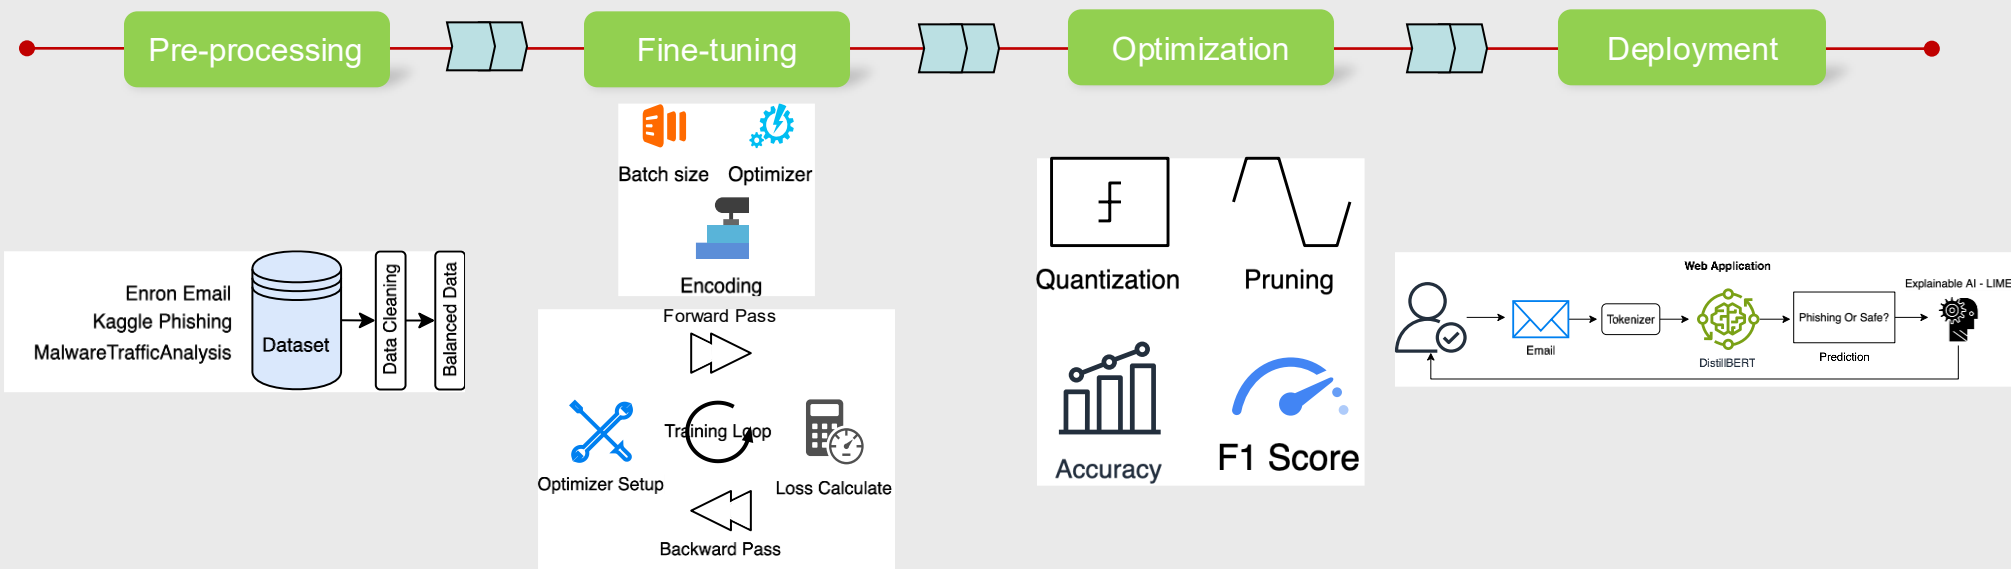 Pre-processing
Fine-tuning
Optimization
Deployment
Enron Email
Kaggle Phishing
MalwareTrafficAnalysis
Dataset
Data Cleaning
Balanced Data
Batch size
Optimizer
Encoding
Forward Pass
Training Loop
Optimizer Setup
Loss Calculate
Backward Pass
Quantization
Pruning
Accuracy
F1 Score
Web Application
Explainable AI - LIME
Email
Tokenizer
DistillBERT
Phishing Or Safe?
Prediction